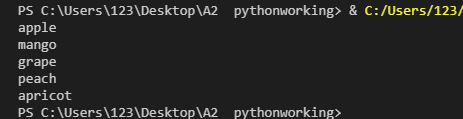 PS C:\Users\123\Desktop\A2  pythonworking> & C:/Users/123/
apple
mango
grape
peach
apricot
PS C:\Users\123\Desktop\A2  pythonworking>